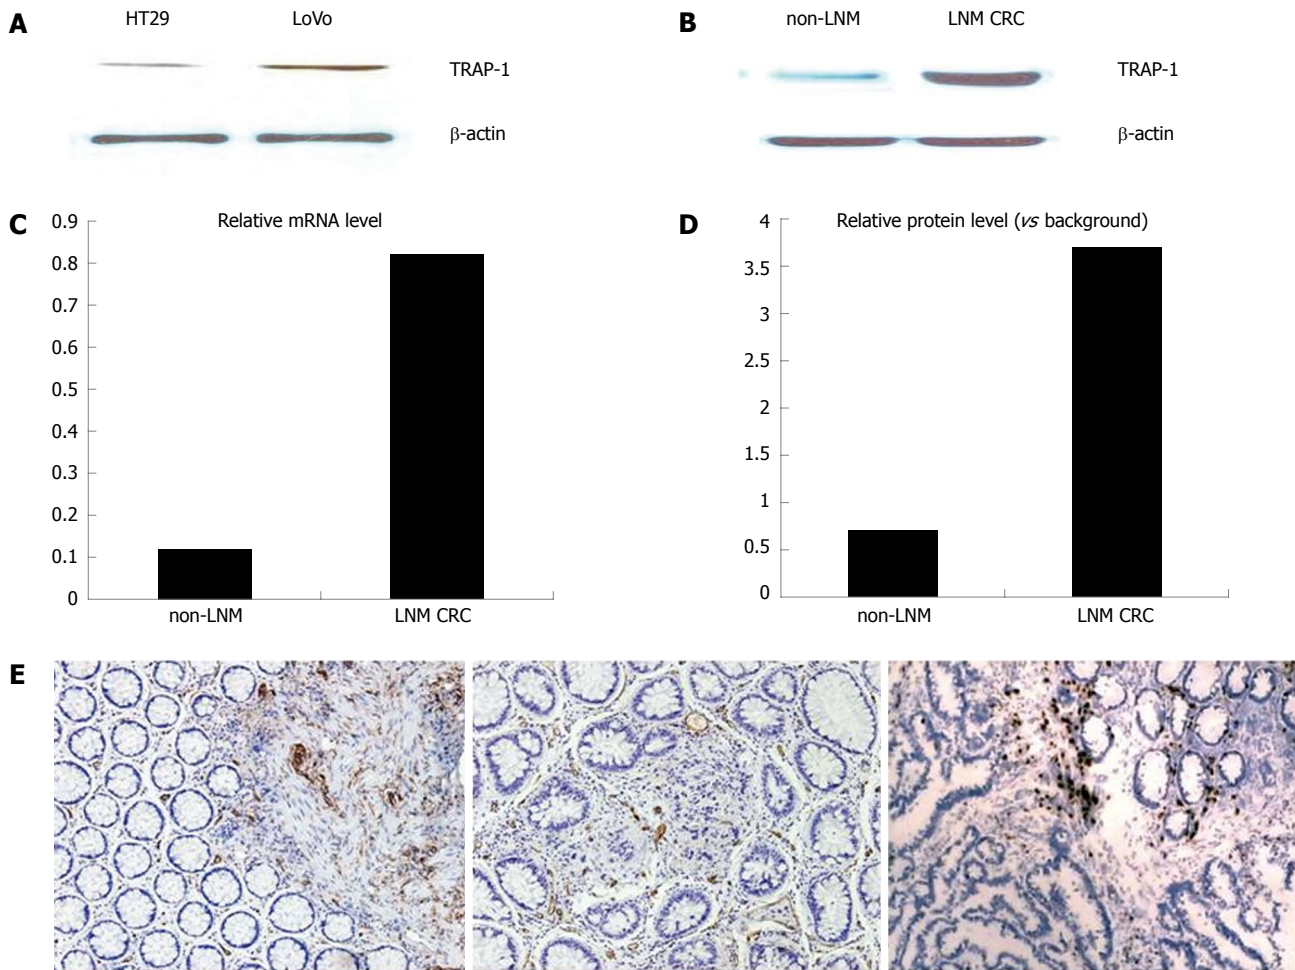 A
HT29 LoVo
TRAP-1
β-actin
B
non-LNM LNM CRC
TRAP-1
β-actin
C
Relative mRNA level
0.9
0.8
0.7
0.6
0.5
0.4
0.3
0.2
0.1
0
non-LNM LNM CRC
D
Relative protein level (vs background)
4
3.5
3
2.5
2
1.5
1
0.5
0
non-LNM LNM CRC
E